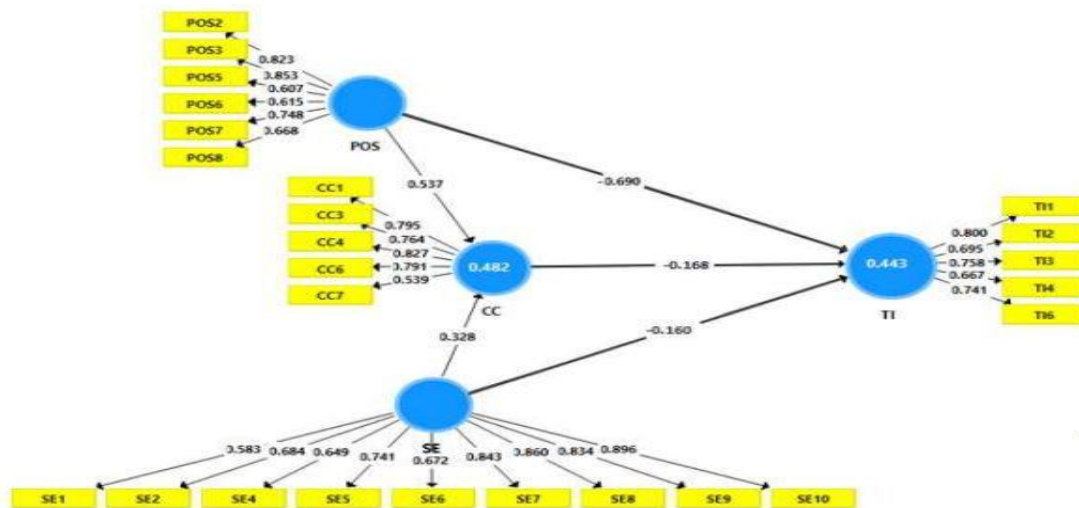 POS2
POS3
POS5
POS6
POS7
POS8
0.823
0.853
0.607
0.615
0.748
0.668
POS
0.537
-0.690
CC1
CC3
CC4
CC6
CC7
0.795
0.764
0.827
0.791
0.539
0.482
CC
-0.168
0.443
TI
TI1
TI2
TI3
TI4
TI6
0.800
0.695
0.758
0.667
0.741
0.328
-0.160
SE
0.583
0.684
0.649
0.741
0.672
0.843
0.860
0.834
0.896
SE1
SE2
SE4
SE5
SE6
SE7
SE8
SE9
SE10